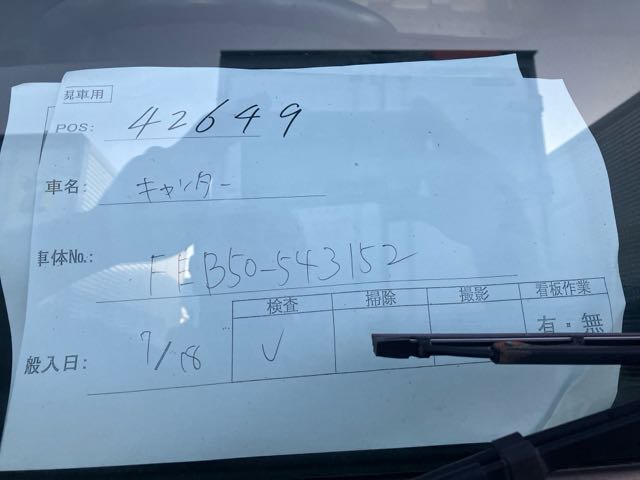 現車用
POS: 42649
車名: キャンター
車体No.: FEB50-543152
搬入日: 7/18
検査 掃除 撮影 看板作業
✓ 有・無